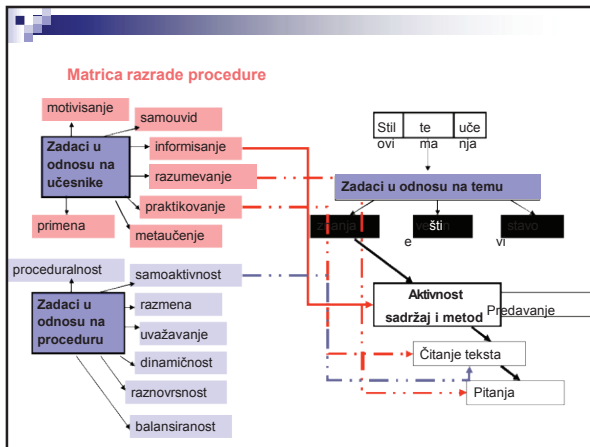 Matrica razrade procedure
motivisanje
samouvid
Zadaci u
odnosu na
učesnike
informisanje
razumevanje
praktikovanje
primena
metaučenje
proceduralnost
samoaktivnost
Zadaci u
odnosu na
proceduru
razmena
uvažavanje
dinamičnost
raznovrsnost
balansiranost
Stil
ovi
te
ma
uče
nja
Zadaci u odnosu na temu
znanja
veštin
e
stavo
vi
Aktivnost
sadržaj i metod
Predavanje
Čitanje teksta
Pitanja